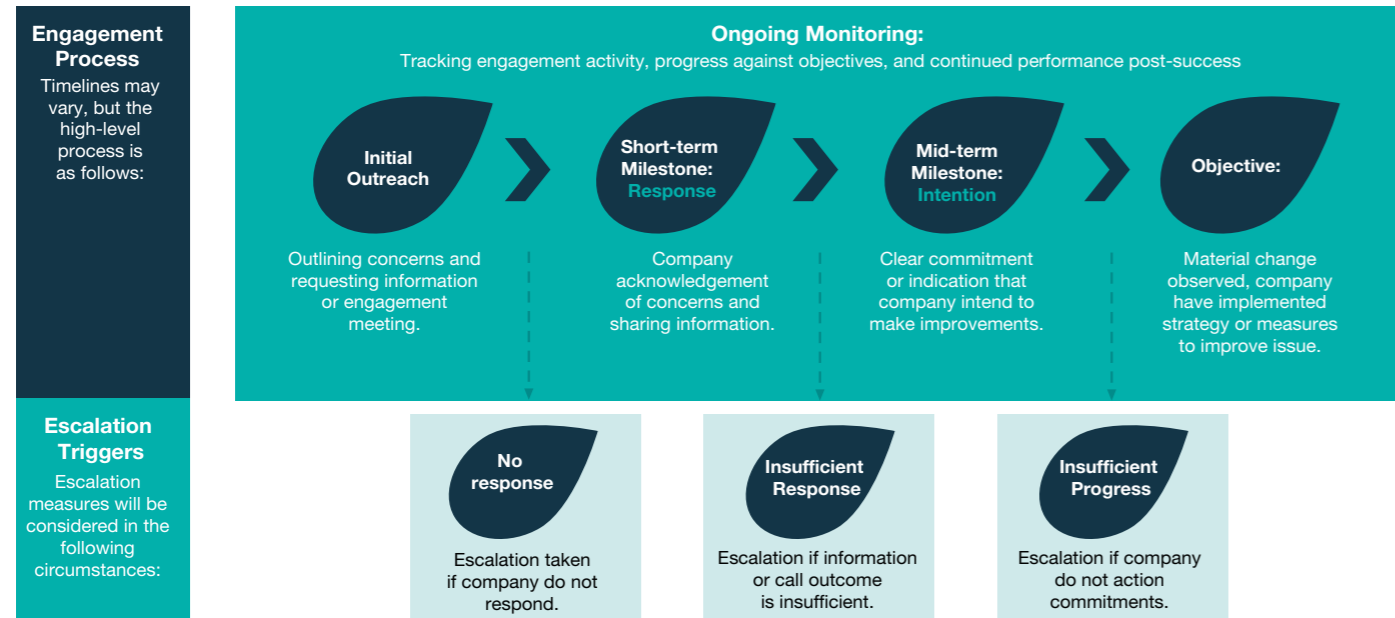 Engagement
Process
Timelines may
vary, but the
high-level
process is
as follows:
Ongoing Monitoring:
Tracking engagement activity, progress against objectives, and continued performance post-success
Initial
Outreach
Short-term
Milestone:
Response
Mid-term
Milestone:
Intention
Objective:
Outlining concerns and
requesting information
or engagement
meeting.
Company
acknowledgement
of concerns and
sharing information.
Clear commitment
or indication that
company intend to
make improvements.
Material change
observed, company
have implemented
strategy or measures
to improve issue.
Escalation
Triggers
Escalation
measures will be
considered in the
following
circumstances:
No
response
Escalation taken
if company do not
respond.
Insufficient
Response
Escalation if information
or call outcome
is insufficient.
Insufficient
Progress
Escalation if company
do not action
commitments.